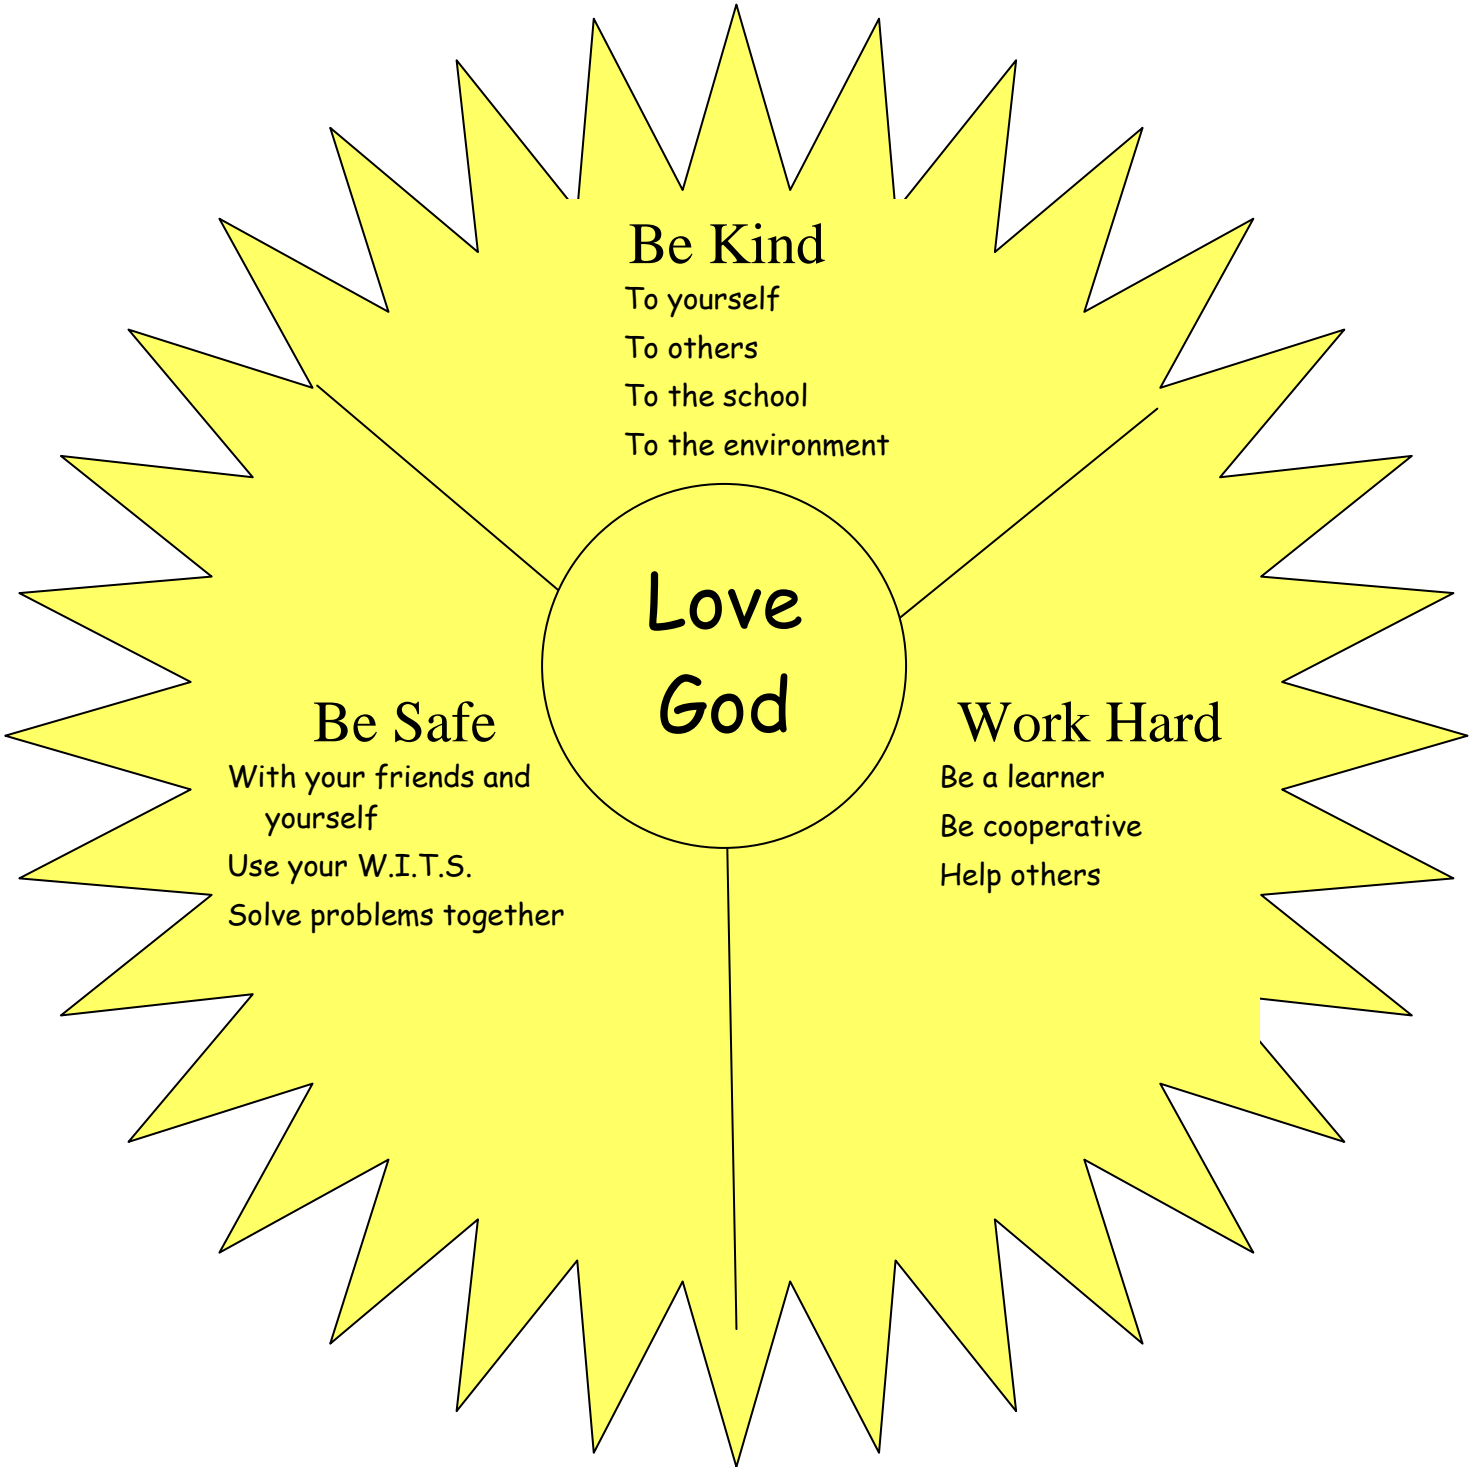 Be Kind
To yourself
To others
To the school
To the environment
Love
God
Be Safe
With your friends and
yourself
Use your W.I.T.S.
Solve problems together
Work Hard
Be a learner
Be cooperative
Help others